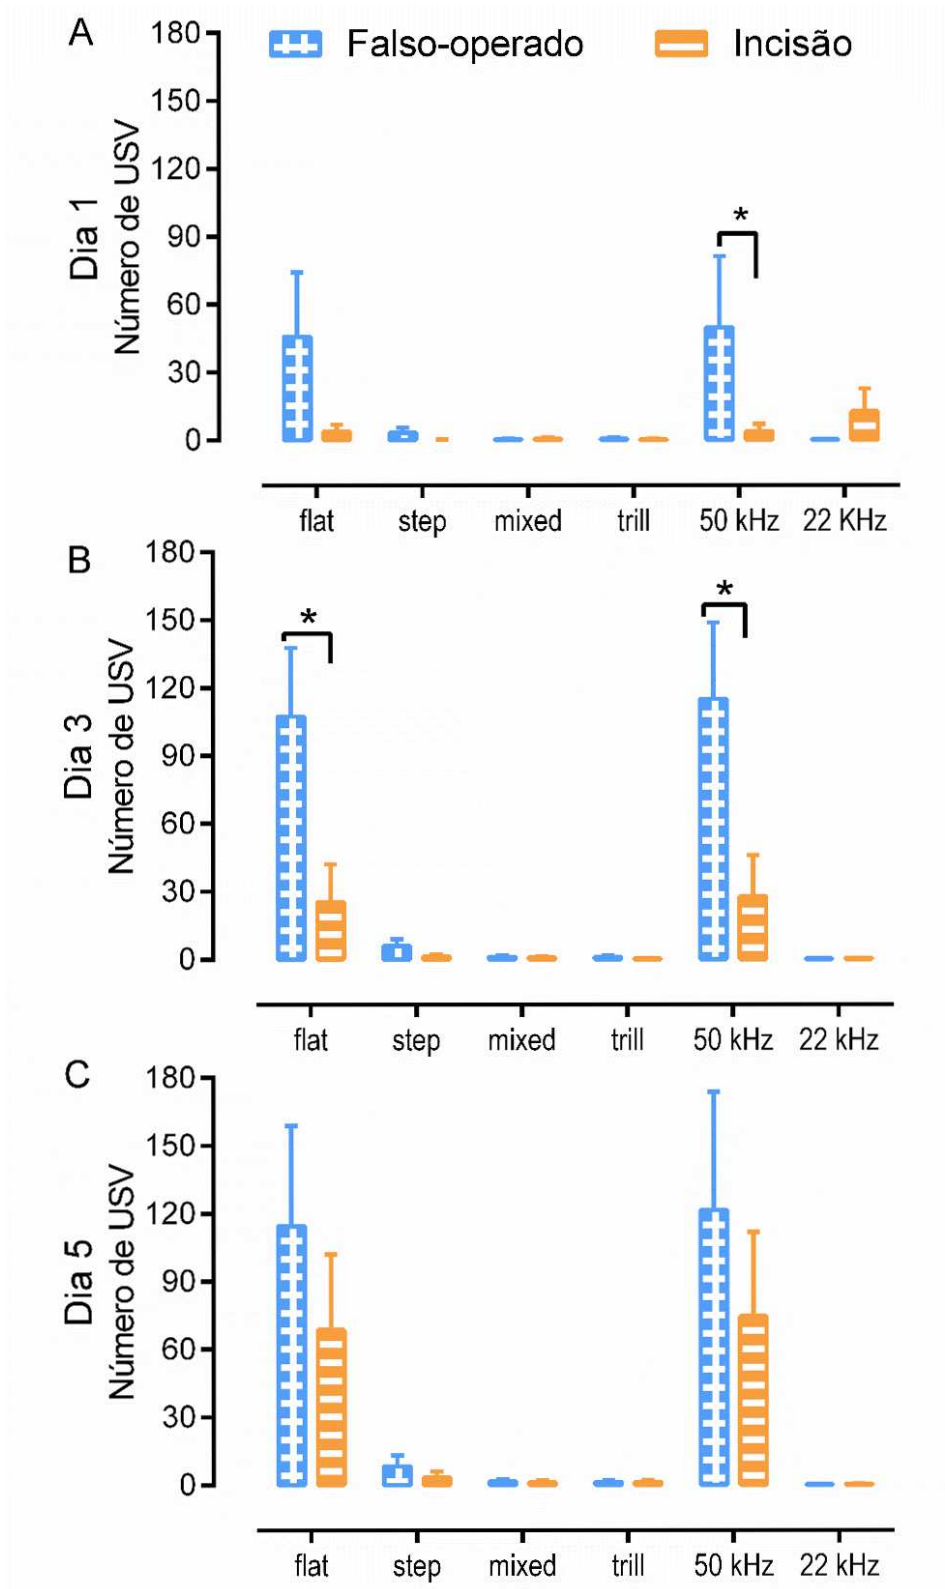 A
Falso-operado
Incisão
Dia 1
Número de USV
180
150
120
90
60
30
0
*
flat step mixed trill 50 kHz 22 KHz
B
Dia 3
Número de USV
180
150
120
90
60
30
0
*
*
flat step mixed trill 50 kHz 22 kHz
C
Dia 5
Número de USV
180
150
120
90
60
30
0
flat step mixed trill 50 kHz 22 kHz